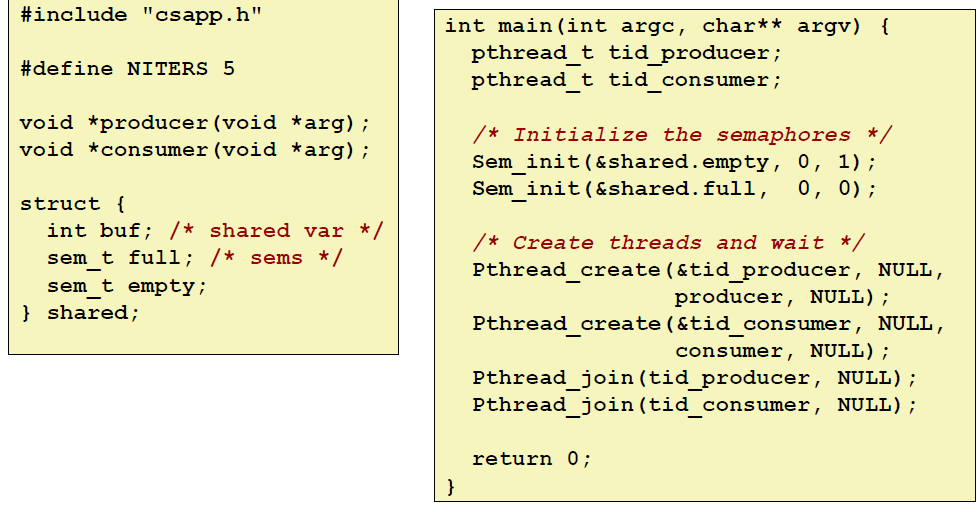 #include "csapp.h"
#define NITERS 5
void *producer(void *arg);
void *consumer(void *arg);
struct {
  int buf; /* shared var */
  sem_t full; /* sems */
  sem_t empty;
} shared;
int main(int argc, char** argv) {
  pthread_t tid_producer;
  pthread_t tid_consumer;
  /* Initialize the semaphores */
  Sem_init(&shared.empty, 0, 1);
  Sem_init(&shared.full,  0, 0);
  /* Create threads and wait */
  Pthread_create(&tid_producer, NULL,
                 producer, NULL);
  Pthread_create(&tid_consumer, NULL,
                 consumer, NULL);
  Pthread_join(tid_producer, NULL);
  Pthread_join(tid_consumer, NULL);
  return 0;
}